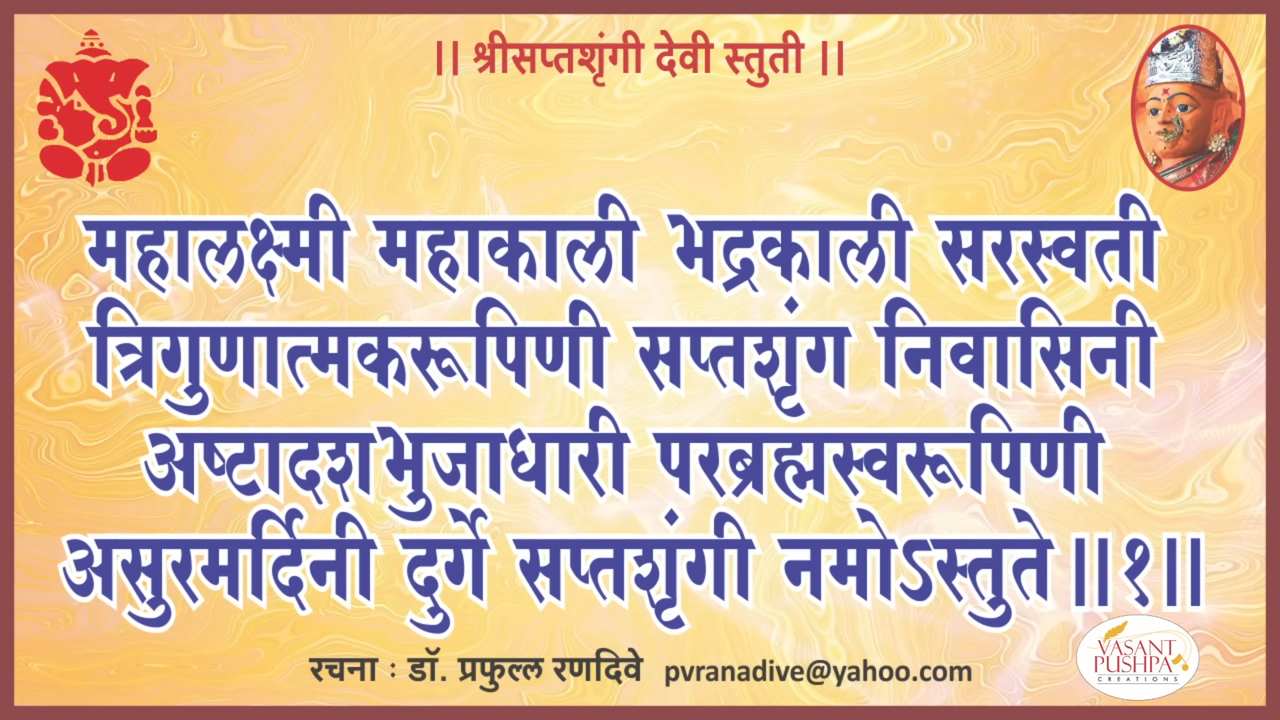 || श्रीसप्तशृंगी देवी स्तुती ||
महालक्ष्मी महाकाली भद्रकाली सरस्वती
त्रिगुणात्मकरूपिणी सप्तशृंग निवासिनी
अष्टादशभुजाधारी परब्रह्मस्वरूपिणी
असुरमर्दिनी दुर्गे सप्तशृंगी नमोऽस्तुते ||१||
रचना : डॉ. प्रफुल्ल रणदिवे pvranadive@yahoo.com
VASANT
PUSHPA
CREATIONS